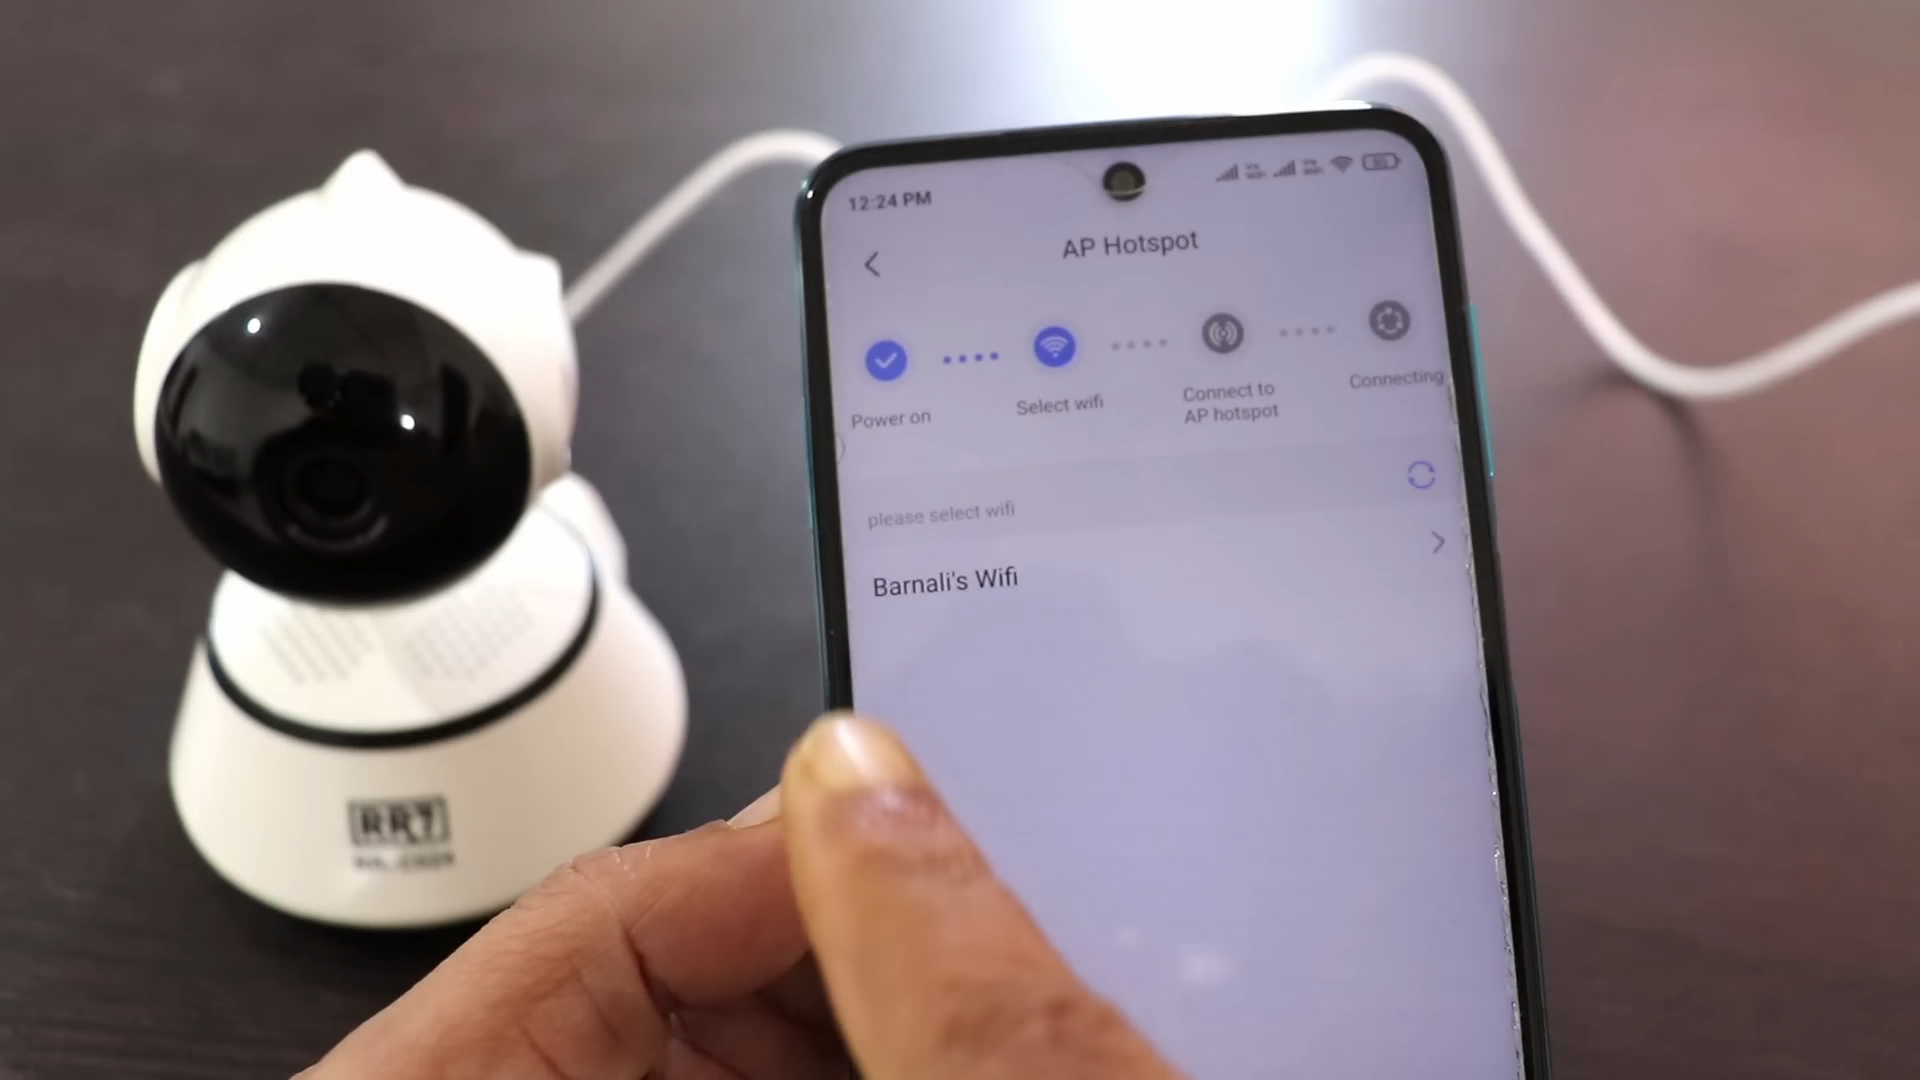 12:24 PM
AP Hotspot
Power on
Select wifi
Connect to
AP hotspot
Connecting
please select wifi
Barnali's Wifi